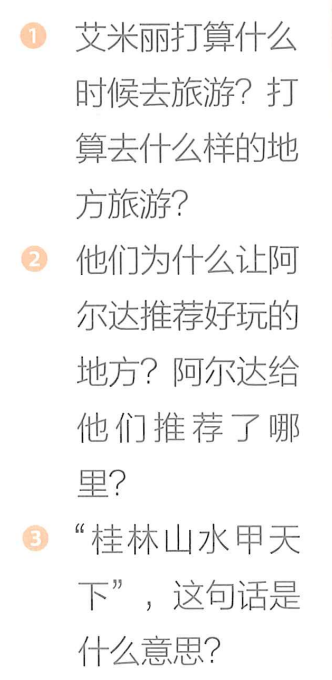 1 艾米丽打算什么
时候去旅游？打
算去什么样的地
方旅游？
2 他们为什么让阿
尔达推荐好玩的
地方？阿尔达给
他们推荐了哪
里？
3 “桂林山水甲天
下”，这句话是
什么意思？